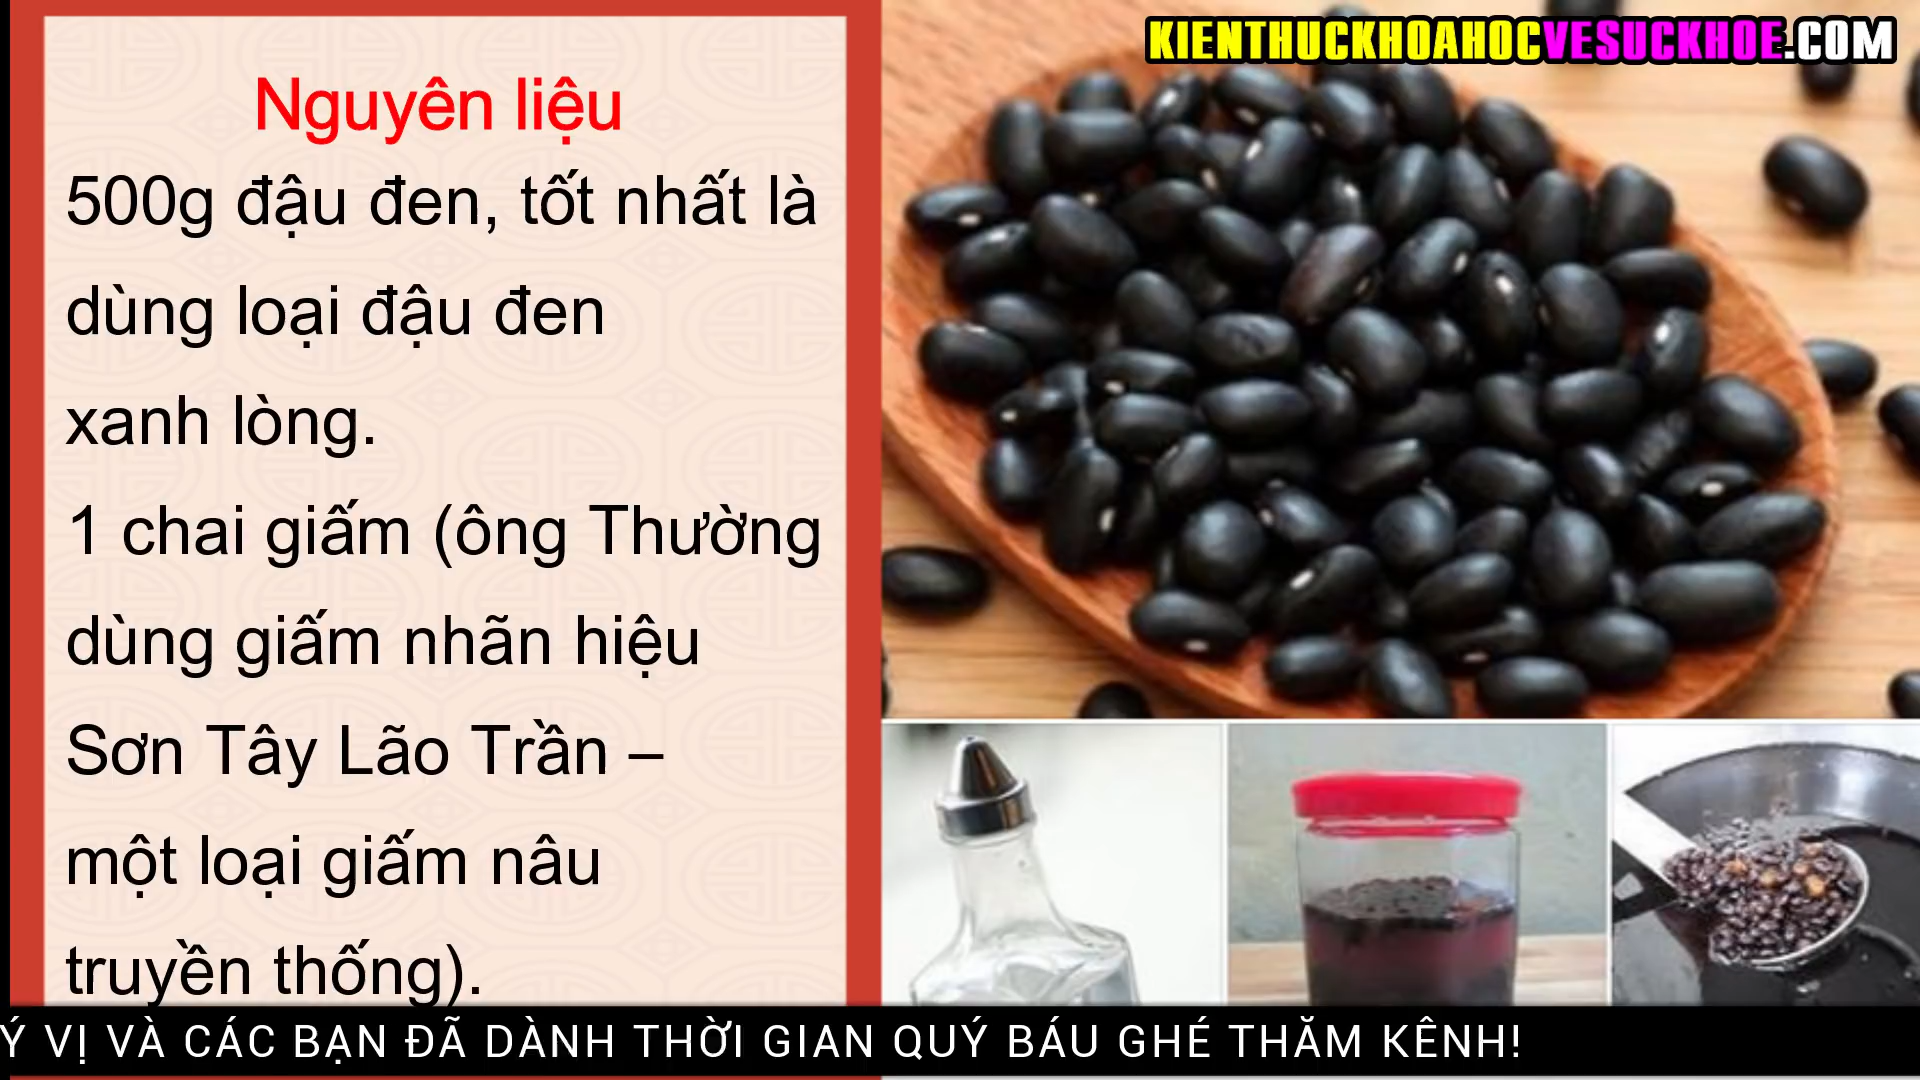 KIENTHUCKHOAHOCVESUCKHOE.COM
Nguyên liệu
500g đậu đen, tốt nhất là
dùng loại đậu đen
xanh lòng.
1 chai giấm (ông Thường
dùng giấm nhãn hiệu
Sơn Tây Lão Trần –
một loại giấm nâu
truyền thống).
Ý VỊ VÀ CÁC BẠN ĐÃ DÀNH THỜI GIAN QUÝ BÁU GHÉ THĂM KÊNH!